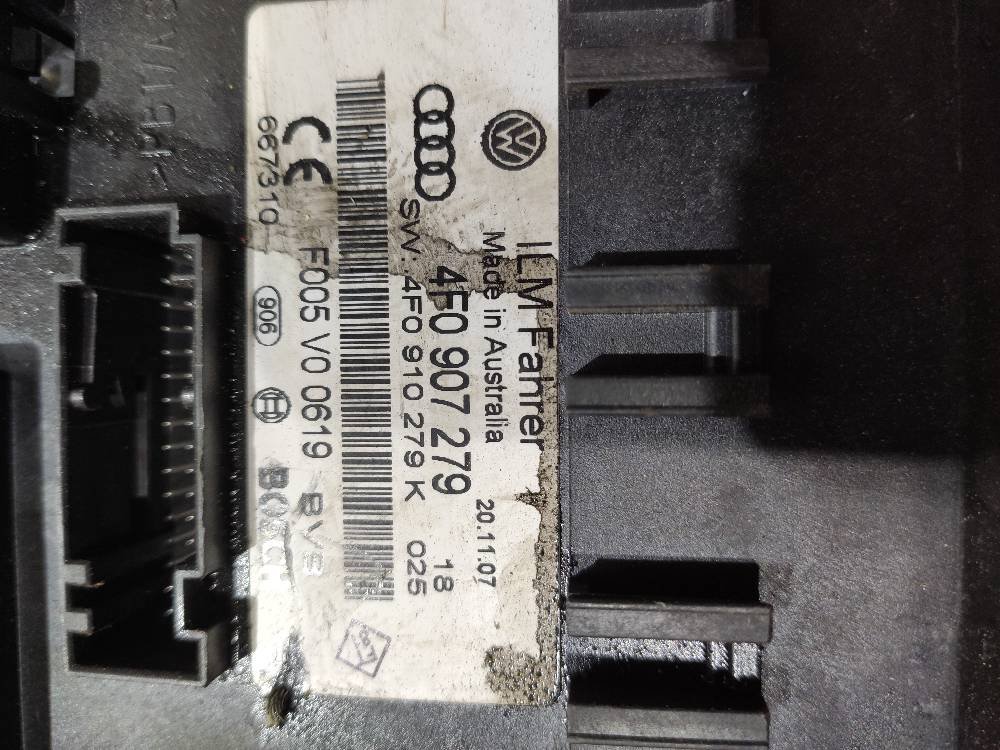 ILM Fahrer
Made in Australia 20.11.07
4F0 907 279 18
SW. 4F0 910 279 K 025
F005 V0 0619 BVS
667310 906 BOSCH